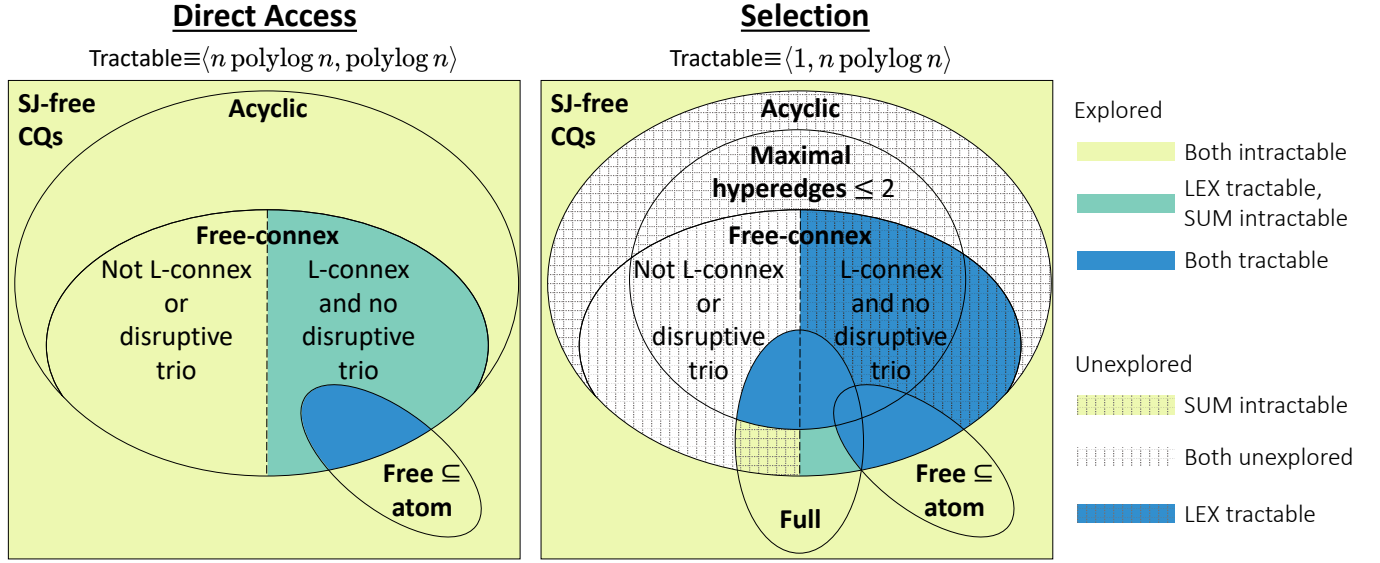 Direct Access
Tractable≡⟨n polylog n, polylog n⟩
SJ-free
CQs
Acyclic
Free-connex
Not L-connex
or
disruptive
trio
L-connex
and no
disruptive
trio
Free ⊆
atom
Selection
Tractable≡⟨1, n polylog n⟩
SJ-free
CQs
Acyclic
Maximal
hyperedges ≤ 2
Free-connex
Not L-connex
or
disruptive
trio
L-connex
and no
disruptive
trio
Full
Free ⊆
atom
Explored
Both intractable
LEX tractable,
SUM intractable
Both tractable
Unexplored
SUM intractable
Both unexplored
LEX tractable